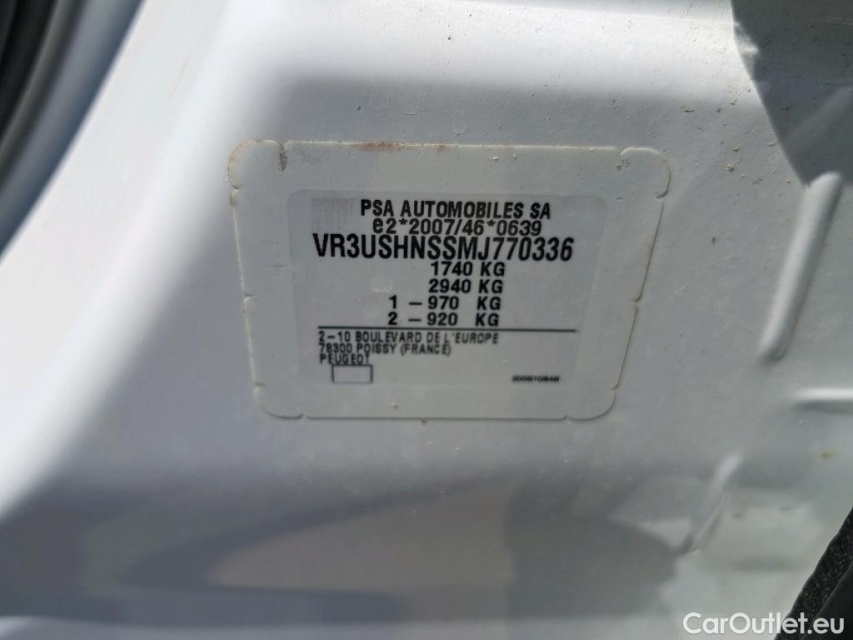 PSA AUTOMOBILES SA
e2*2007/46*0639
VR3USHNSSMJ770336
1740 KG
2940 KG
1 – 970 KG
2 – 920 KG
2–10 BOULEVARD DE L'EUROPE
78300 POISSY (FRANCE)
PEUGEOT
CarOutlet.eu